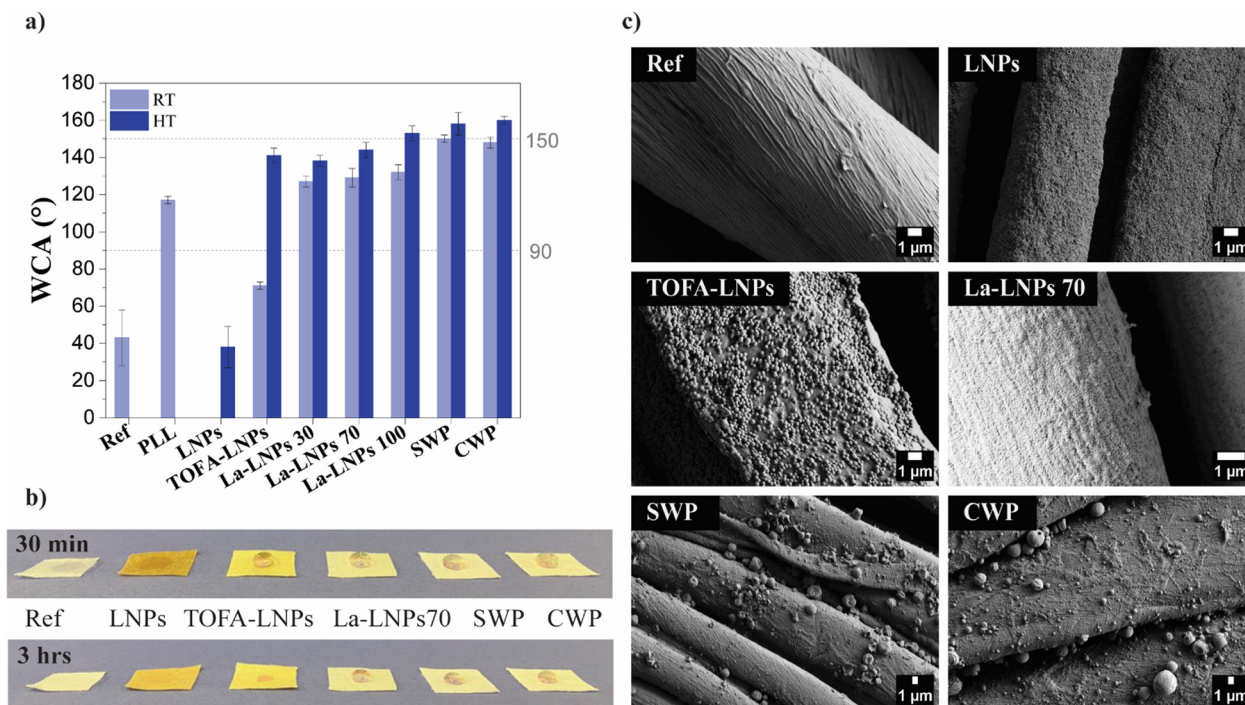 a)
WCA (°)
180
160
140
120
100
80
60
40
20
0
RT
HT
150
90
Ref
PLL
LNPs
TOFA-LNPs
La-LNPs 30
La-LNPs 70
La-LNPs 100
SWP
CWP
b)
30 min
Ref LNPs TOFA-LNPs La-LNPs70 SWP CWP
3 hrs
c)
Ref
1 µm
LNPs
1 µm
TOFA-LNPs
1 µm
La-LNPs 70
1 µm
SWP
1 µm
CWP
1 µm